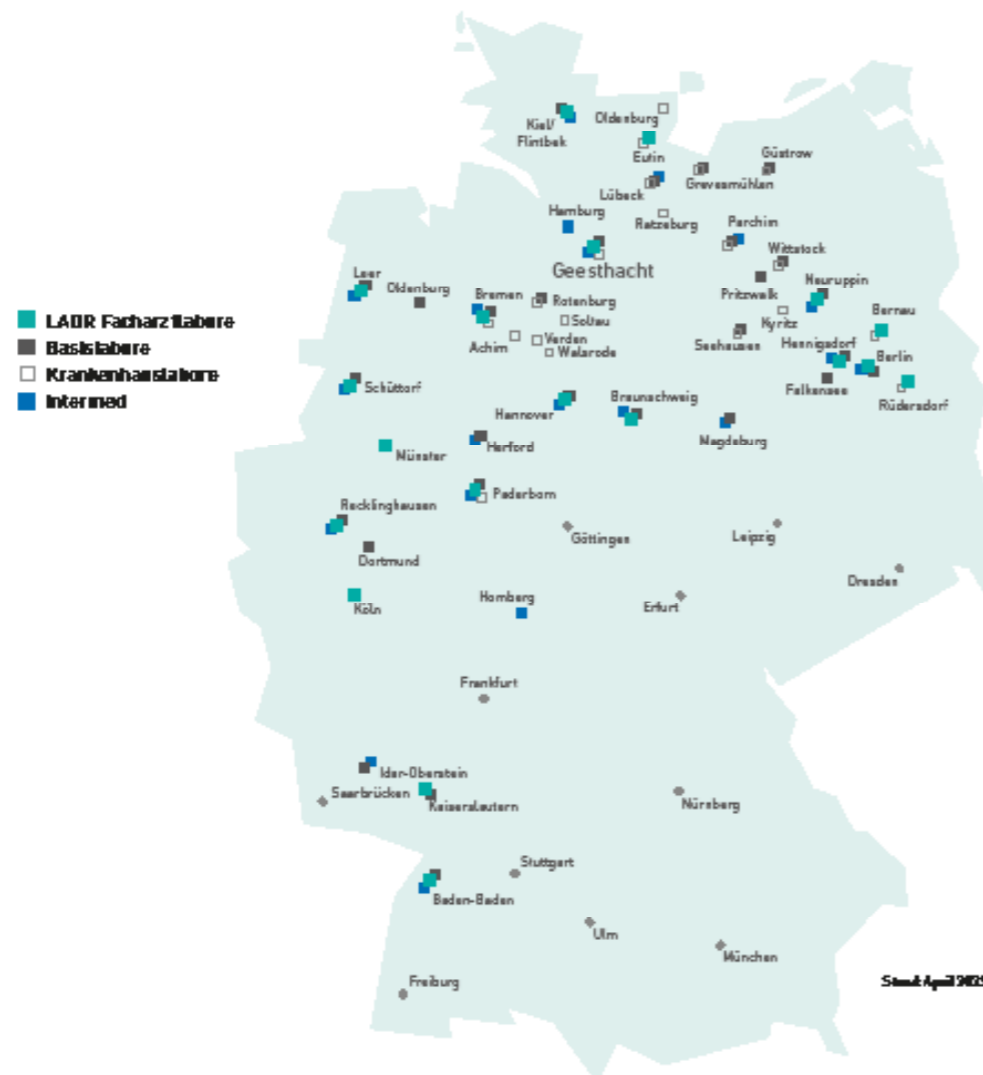 Kiel/
Flintbek
Oldenburg
Eutin
Güstrow
Grevesmühlen
Lübeck
Ratzeburg
Hamburg
Parchim
Wittstock
Geesthacht
Leer
Oldenburg
Bremen
Rotenburg
Pritzwalk
Neuruppin
Bernau
Soltau
Kyritz
Achim
Verden
Walsrode
Seehausen
Hennigsdorf
Berlin
LADR Facharztlabore
Basislabore
Krankenhauslabore
Intermed
Schüttorf
Falkensee
Rüdersdorf
Hannover
Braunschweig
Magdeburg
Münster
Herford
Paderborn
Recklinghausen
Göttingen
Leipzig
Dortmund
Dresden
Köln
Homberg
Erfurt
Frankfurt
Idar-Oberstein
Saarbrücken
Kaiserslautern
Nürnberg
Stuttgart
Baden-Baden
Ulm
München
Freiburg
Stand: April